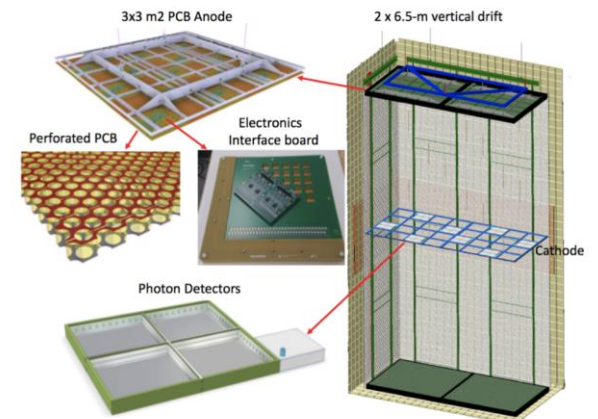 3x3 m2 PCB Anode
2 x 6.5-m vertical drift
Perforated PCB
Electronics
Interface board
Cathode
Photon Detectors